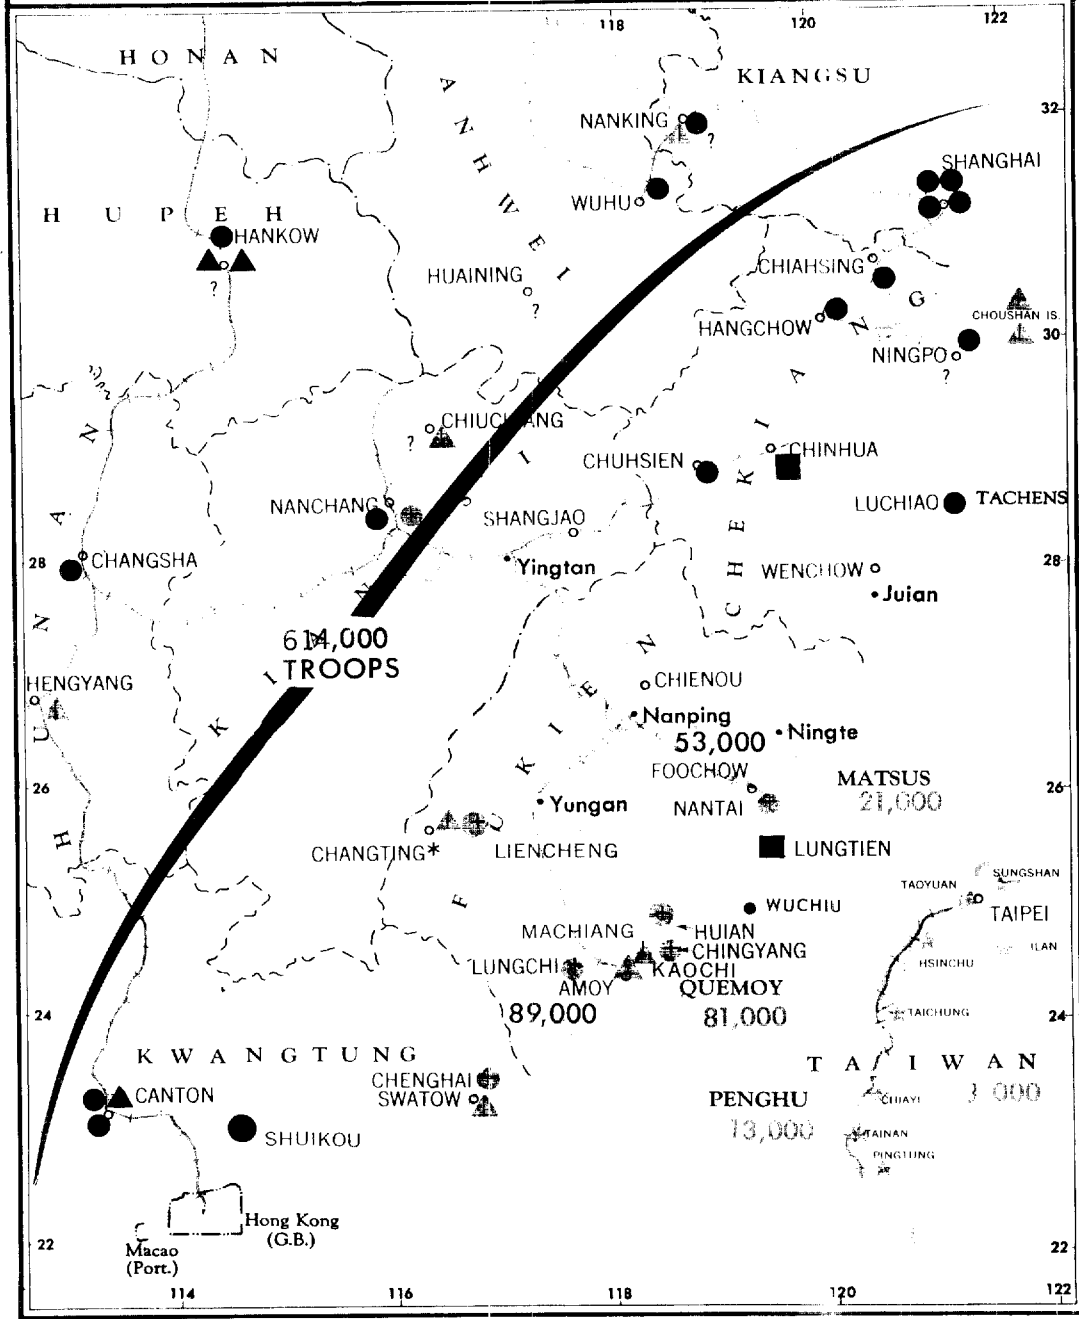 118
120
122
HONAN
ANHWEI
KIANGSU
32
NANKING
?
SHANGHAI
WUHU
HUPEH
HANKOW
?
HUAINING
?
CHIAHSING
HANGCHOW
CHOUSHAN IS.
30
NINGPO
?
CHEKIANG
CHIUCHIANG
?
CHUHSIEN
CHINHUA
NANCHANG
SHANGJAO
LUCHIAO
TACHENS
28
CHANGSHA
Yingtan
WENCHOW
28
Juian
HUNAN
KIANGSI
614,000
TROOPS
HENGYANG
FUKIEN
CHIENOU
Nanping
53,000
Ningte
FOOCHOW
MATSUS
26
26
Yungan
NANTAI
21,000
CHANGTING*
LIENCHENG
LUNGTIEN
SUNGSHAN
TAOYUAN
TAIPEI
WUCHIU
MACHIANG
HUIAN
CHINGYANG
ILAN
LUNGCHI
KAOCHI
HSINCHU
AMOY
QUEMOY
24
89,000
81,000
TAICHUNG
24
KWANGTUNG
TAIWAN
CHENGHAI
CANTON
SWATOW
PENGHU
CHIAYI
000
13,000
SHUIKOU
TAINAN
PINGTUNG
Hong Kong
(G.B.)
22
Macao
(Port.)
22
114
116
118
120
122